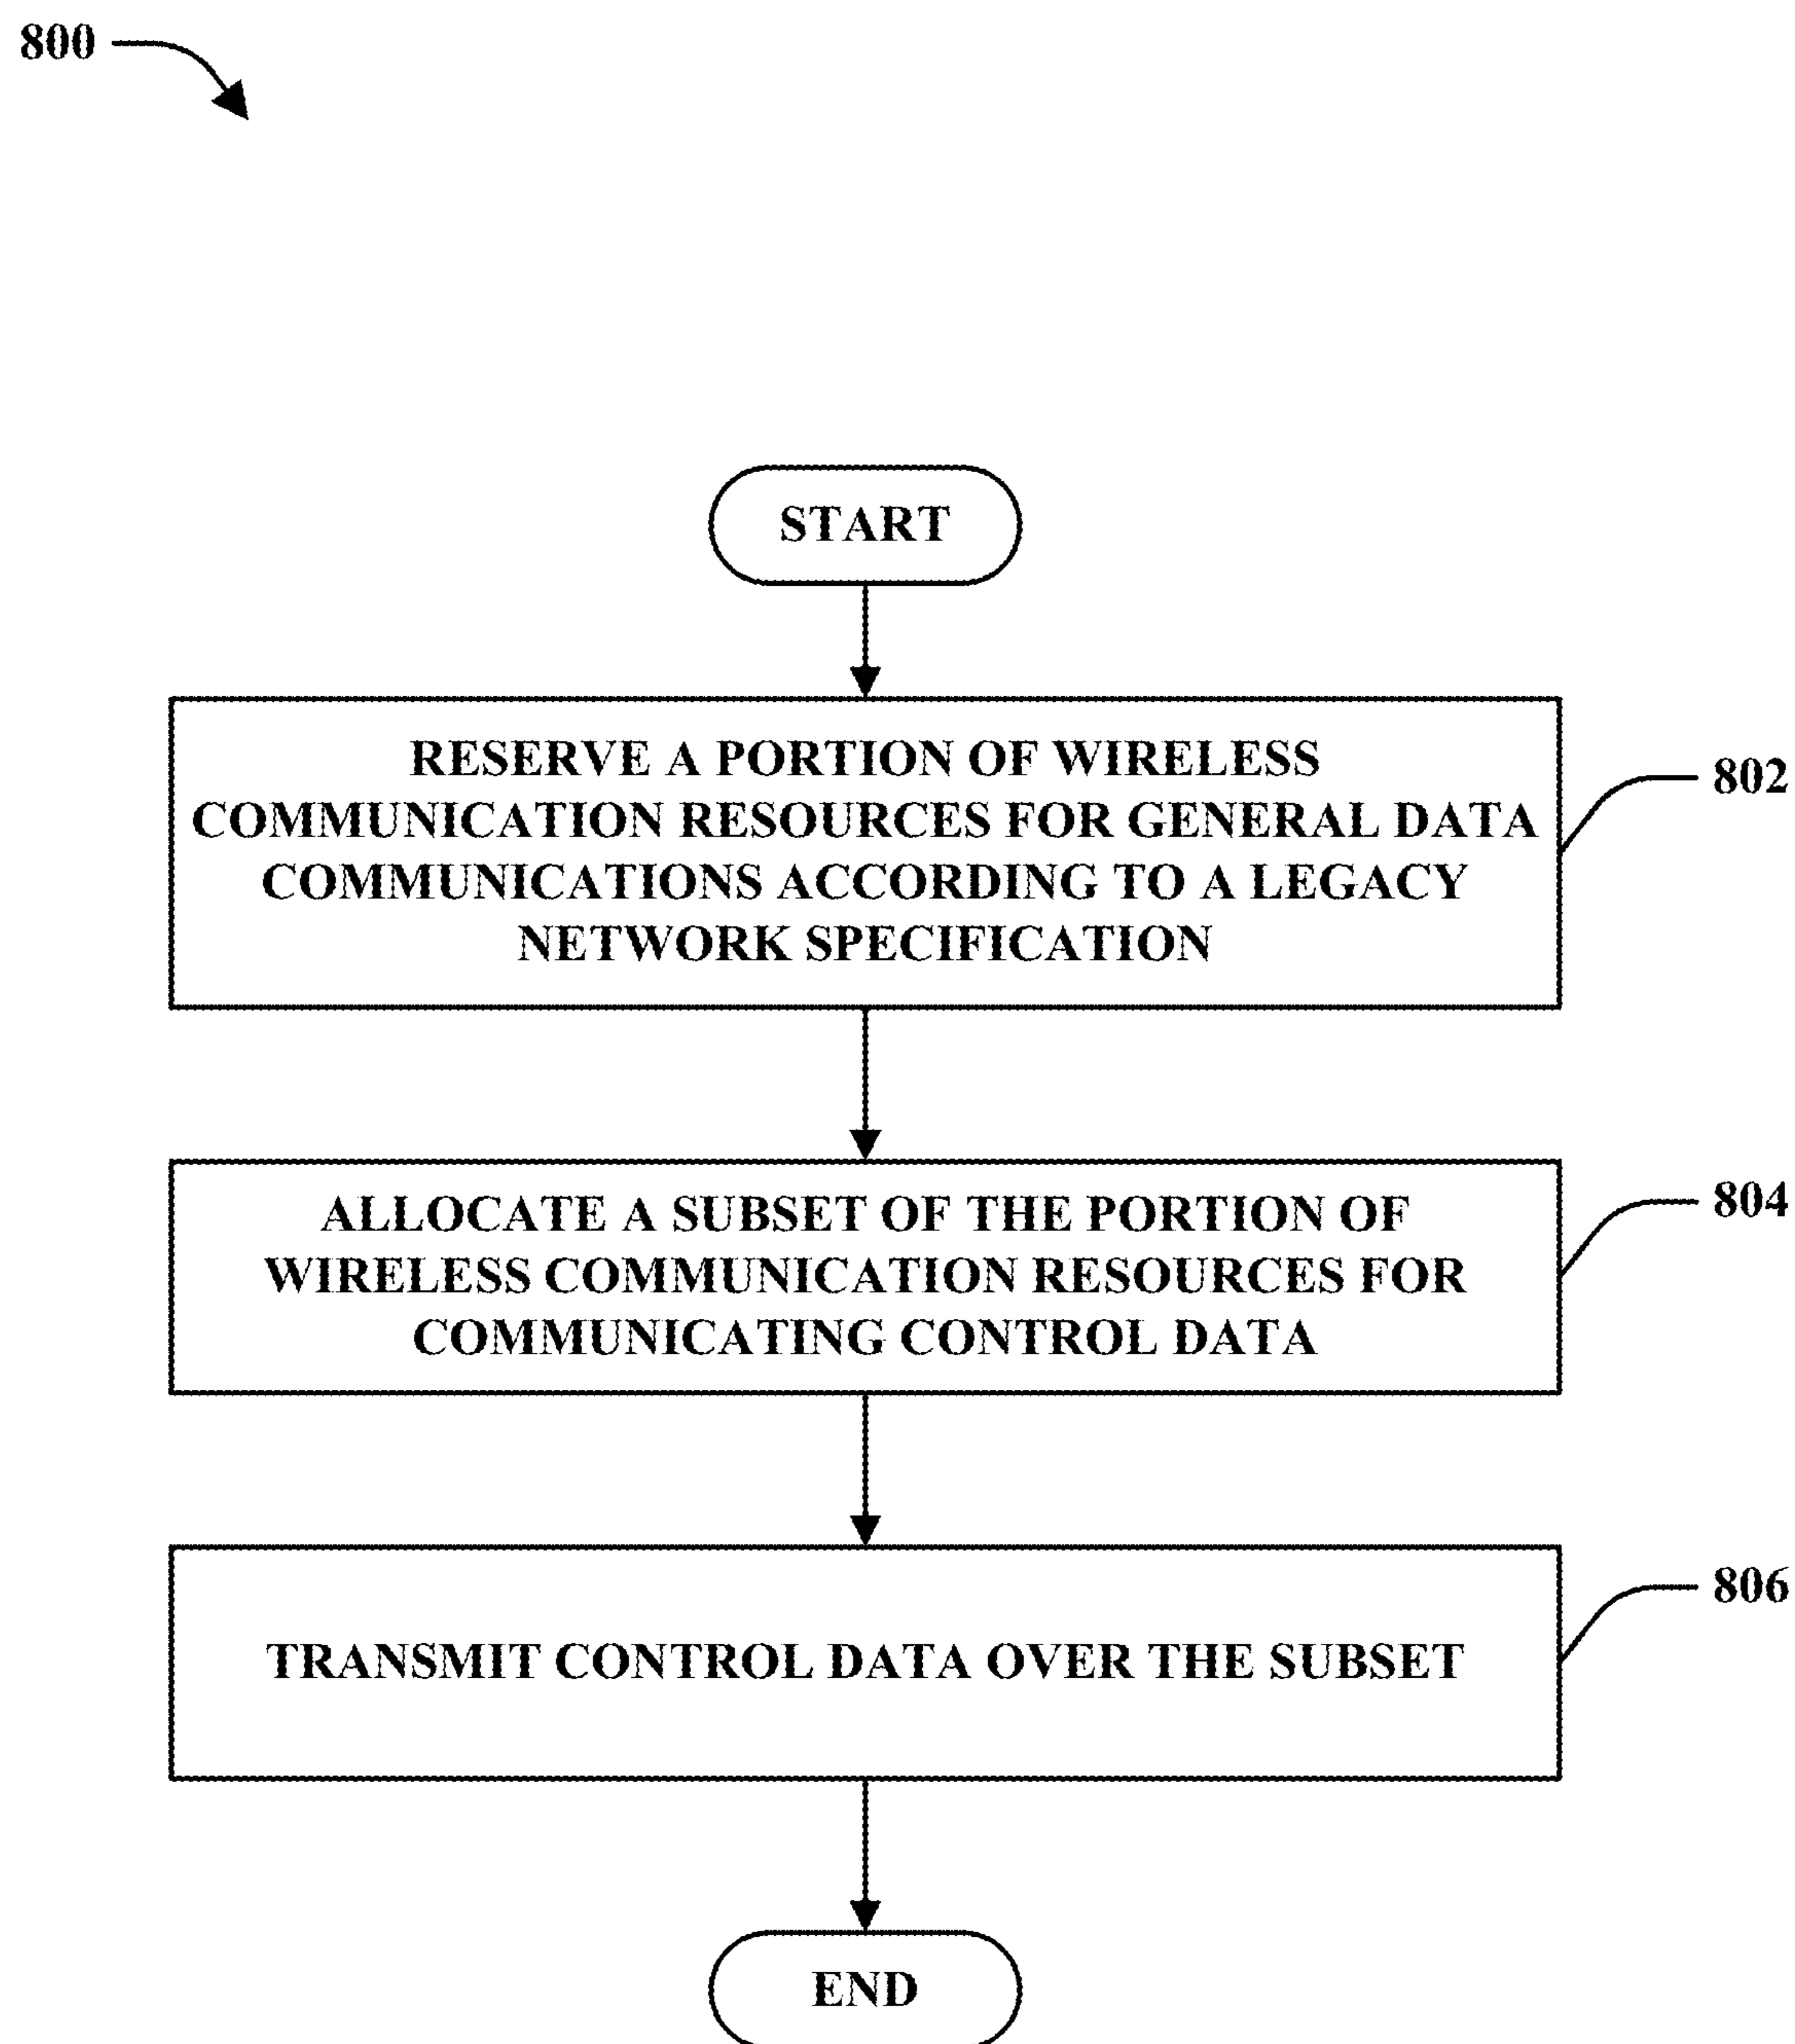 800
START
RESERVE A PORTION OF WIRELESS
COMMUNICATION RESOURCES FOR GENERAL DATA
COMMUNICATIONS ACCORDING TO A LEGACY
NETWORK SPECIFICATION
802
ALLOCATE A SUBSET OF THE PORTION OF
WIRELESS COMMUNICATION RESOURCES FOR
COMMUNICATING CONTROL DATA
804
TRANSMIT CONTROL DATA OVER THE SUBSET
806
END